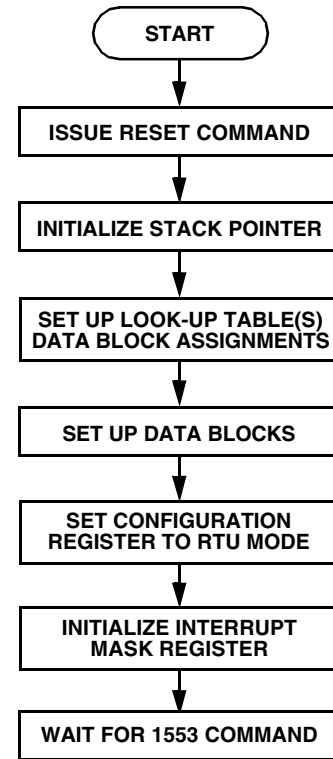 START
ISSUE RESET COMMAND
INITIALIZE STACK POINTER
SET UP LOOK-UP TABLE(S)
DATA BLOCK ASSIGNMENTS
SET UP DATA BLOCKS
SET CONFIGURATION
REGISTER TO RTU MODE
INITIALIZE INTERRUPT
MASK REGISTER
WAIT FOR 1553 COMMAND